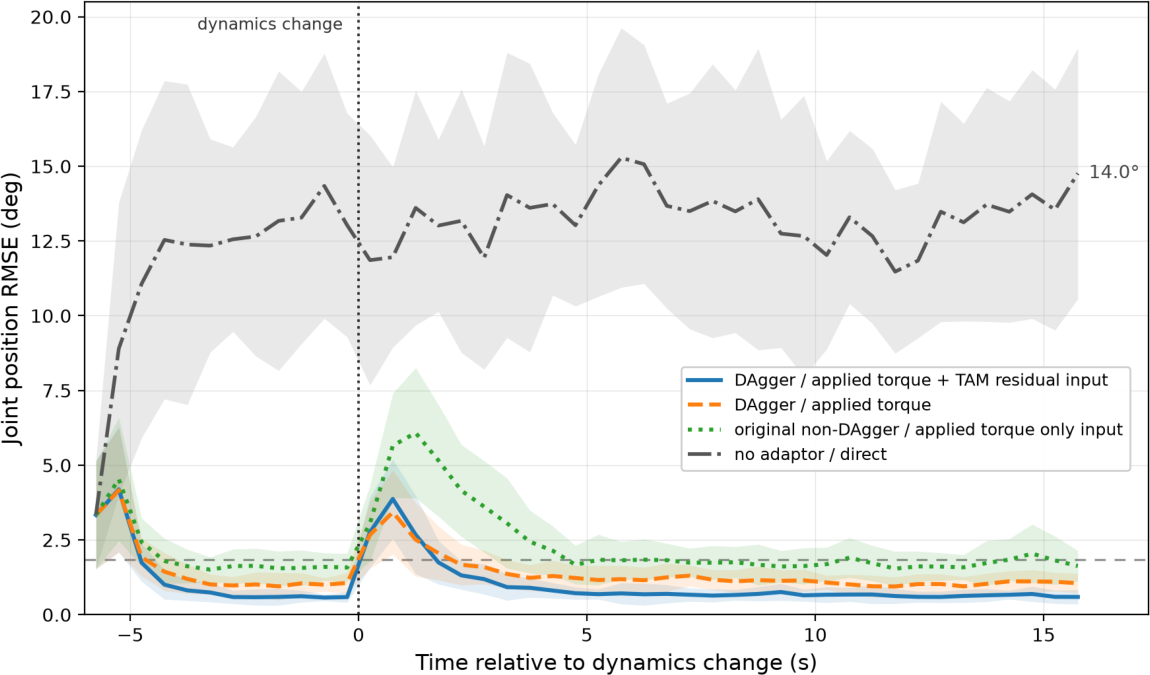 20.0
17.5
15.0
12.5
10.0
7.5
5.0
2.5
0.0
Joint position RMSE (deg)
dynamics change
14.0°
DAgger / applied torque + TAM residual input
DAgger / applied torque
original non-DAgger / applied torque only input
no adaptor / direct
−5
0
5
10
15
Time relative to dynamics change (s)